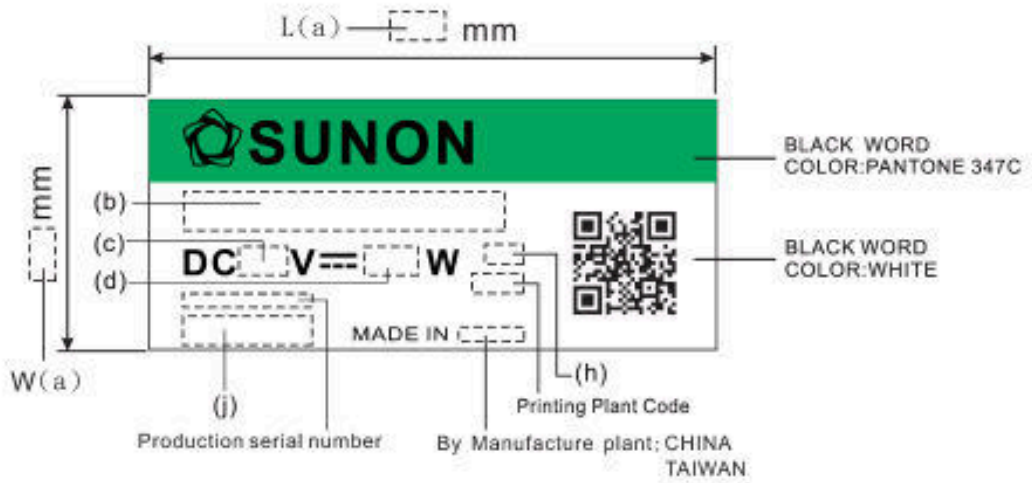 L(a) mm
SUNON
BLACK WORD
COLOR:PANTONE 347C
mm
(b)
(c)
DC V W
(d)
BLACK WORD
COLOR:WHITE
MADE IN
W(a)
(j)
(h)
Printing Plant Code
Production serial number
By Manufacture plant: CHINA
TAIWAN